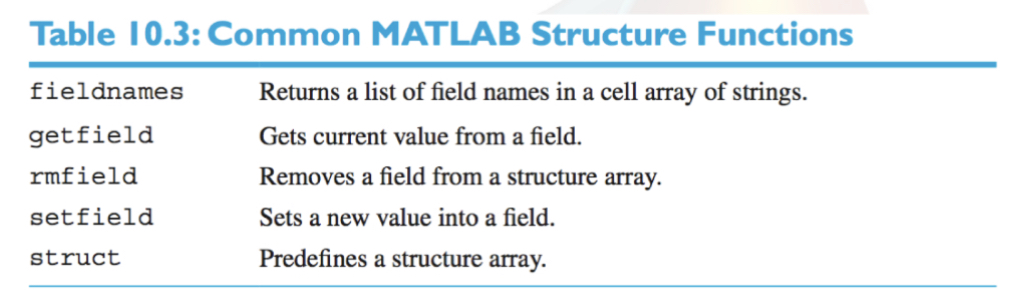 Table 10.3: Common MATLAB Structure Functions
fieldnames Returns a list of field names in a cell array of strings.
getfield Gets current value from a field.
rmfield Removes a field from a structure array.
setfield Sets a new value into a field.
struct Predefines a structure array.